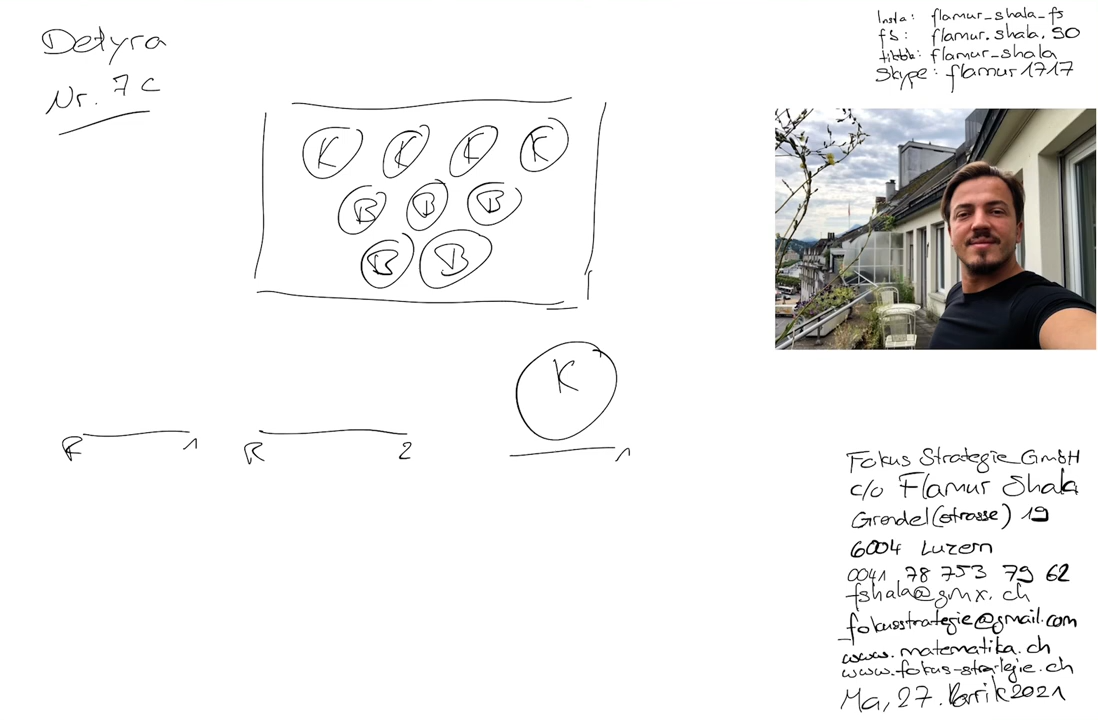 Detyra
Nr. 7c
Insta: flamur_shala_fs
fb: flamur.shala.50
tiktok: flamur_shala
Skype: flamur1717
K K K K
B B B
B B
K
R 1 R 2 1
Fokus Strategie GmbH
c/o Flamur Shala
Grendel(strasse) 19
6004 Luzern
0041 78 753 79 62
fshala@gmx.ch
fokusstrategie@gmail.com
www.matematika.ch
www.fokus-strategie.ch
Ma, 27. Korrik 2021